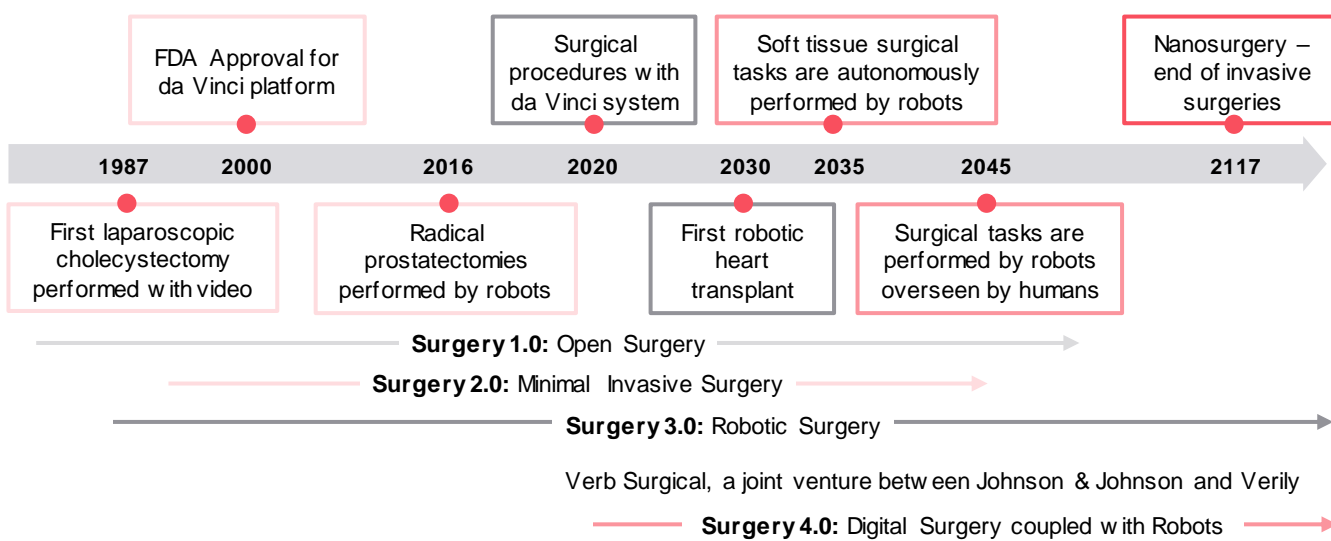 FDA Approval for
da Vinci platform
Surgical
procedures with
da Vinci system
Soft tissue surgical
tasks are autonomously
performed by robots
Nanosurgery –
end of invasive
surgeries
1987 2000 2016 2020 2030 2035 2045 2117
First laparoscopic
cholecystectomy
performed with video
Radical
prostatectomies
performed by robots
First robotic
heart
transplant
Surgical tasks are
performed by robots
overseen by humans
Surgery 1.0: Open Surgery
Surgery 2.0: Minimal Invasive Surgery
Surgery 3.0: Robotic Surgery
Verb Surgical, a joint venture between Johnson & Johnson and Verily
Surgery 4.0: Digital Surgery coupled with Robots